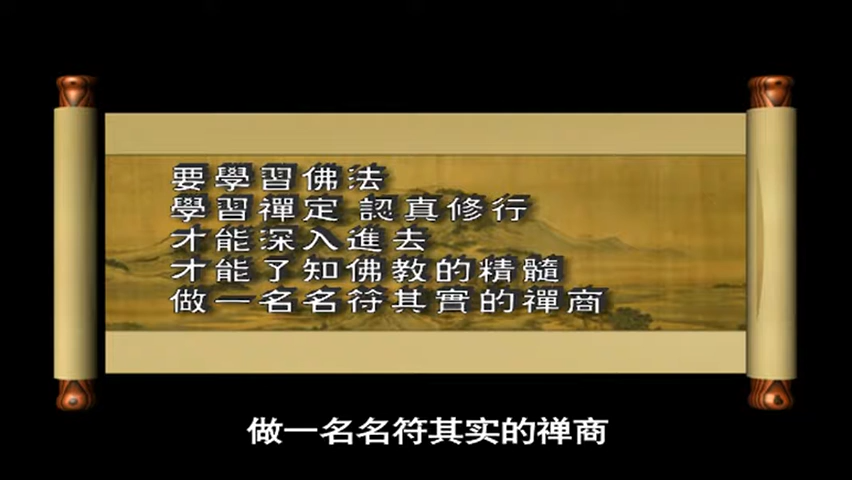 要學習佛法
學習禪定 認真修行
才能深入進去
才能了知佛教的精髓
做一名名符其實的禪商
做一名名符其实的禅商